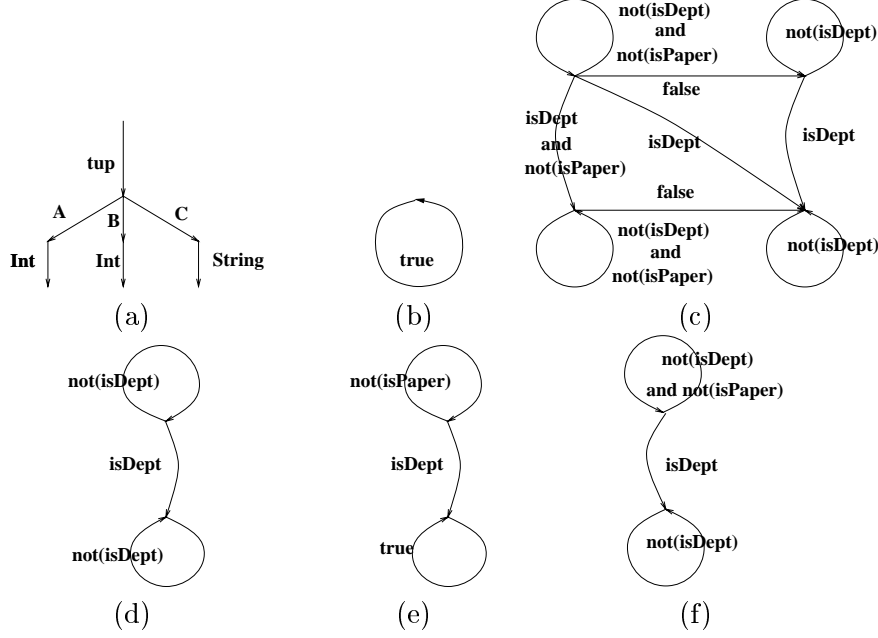 tup
A
B
C
Int
Int
String
(a)
true
(b)
not(isDept)
and
not(isPaper)
not(isDept)
false
isDept
and
not(isPaper)
isDept
isDept
false
not(isDept)
and
not(isPaper)
not(isDept)
(c)
not(isDept)
isDept
not(isDept)
(d)
not(isPaper)
isDept
true
(e)
not(isDept)
and not(isPaper)
isDept
not(isDept)
(f)